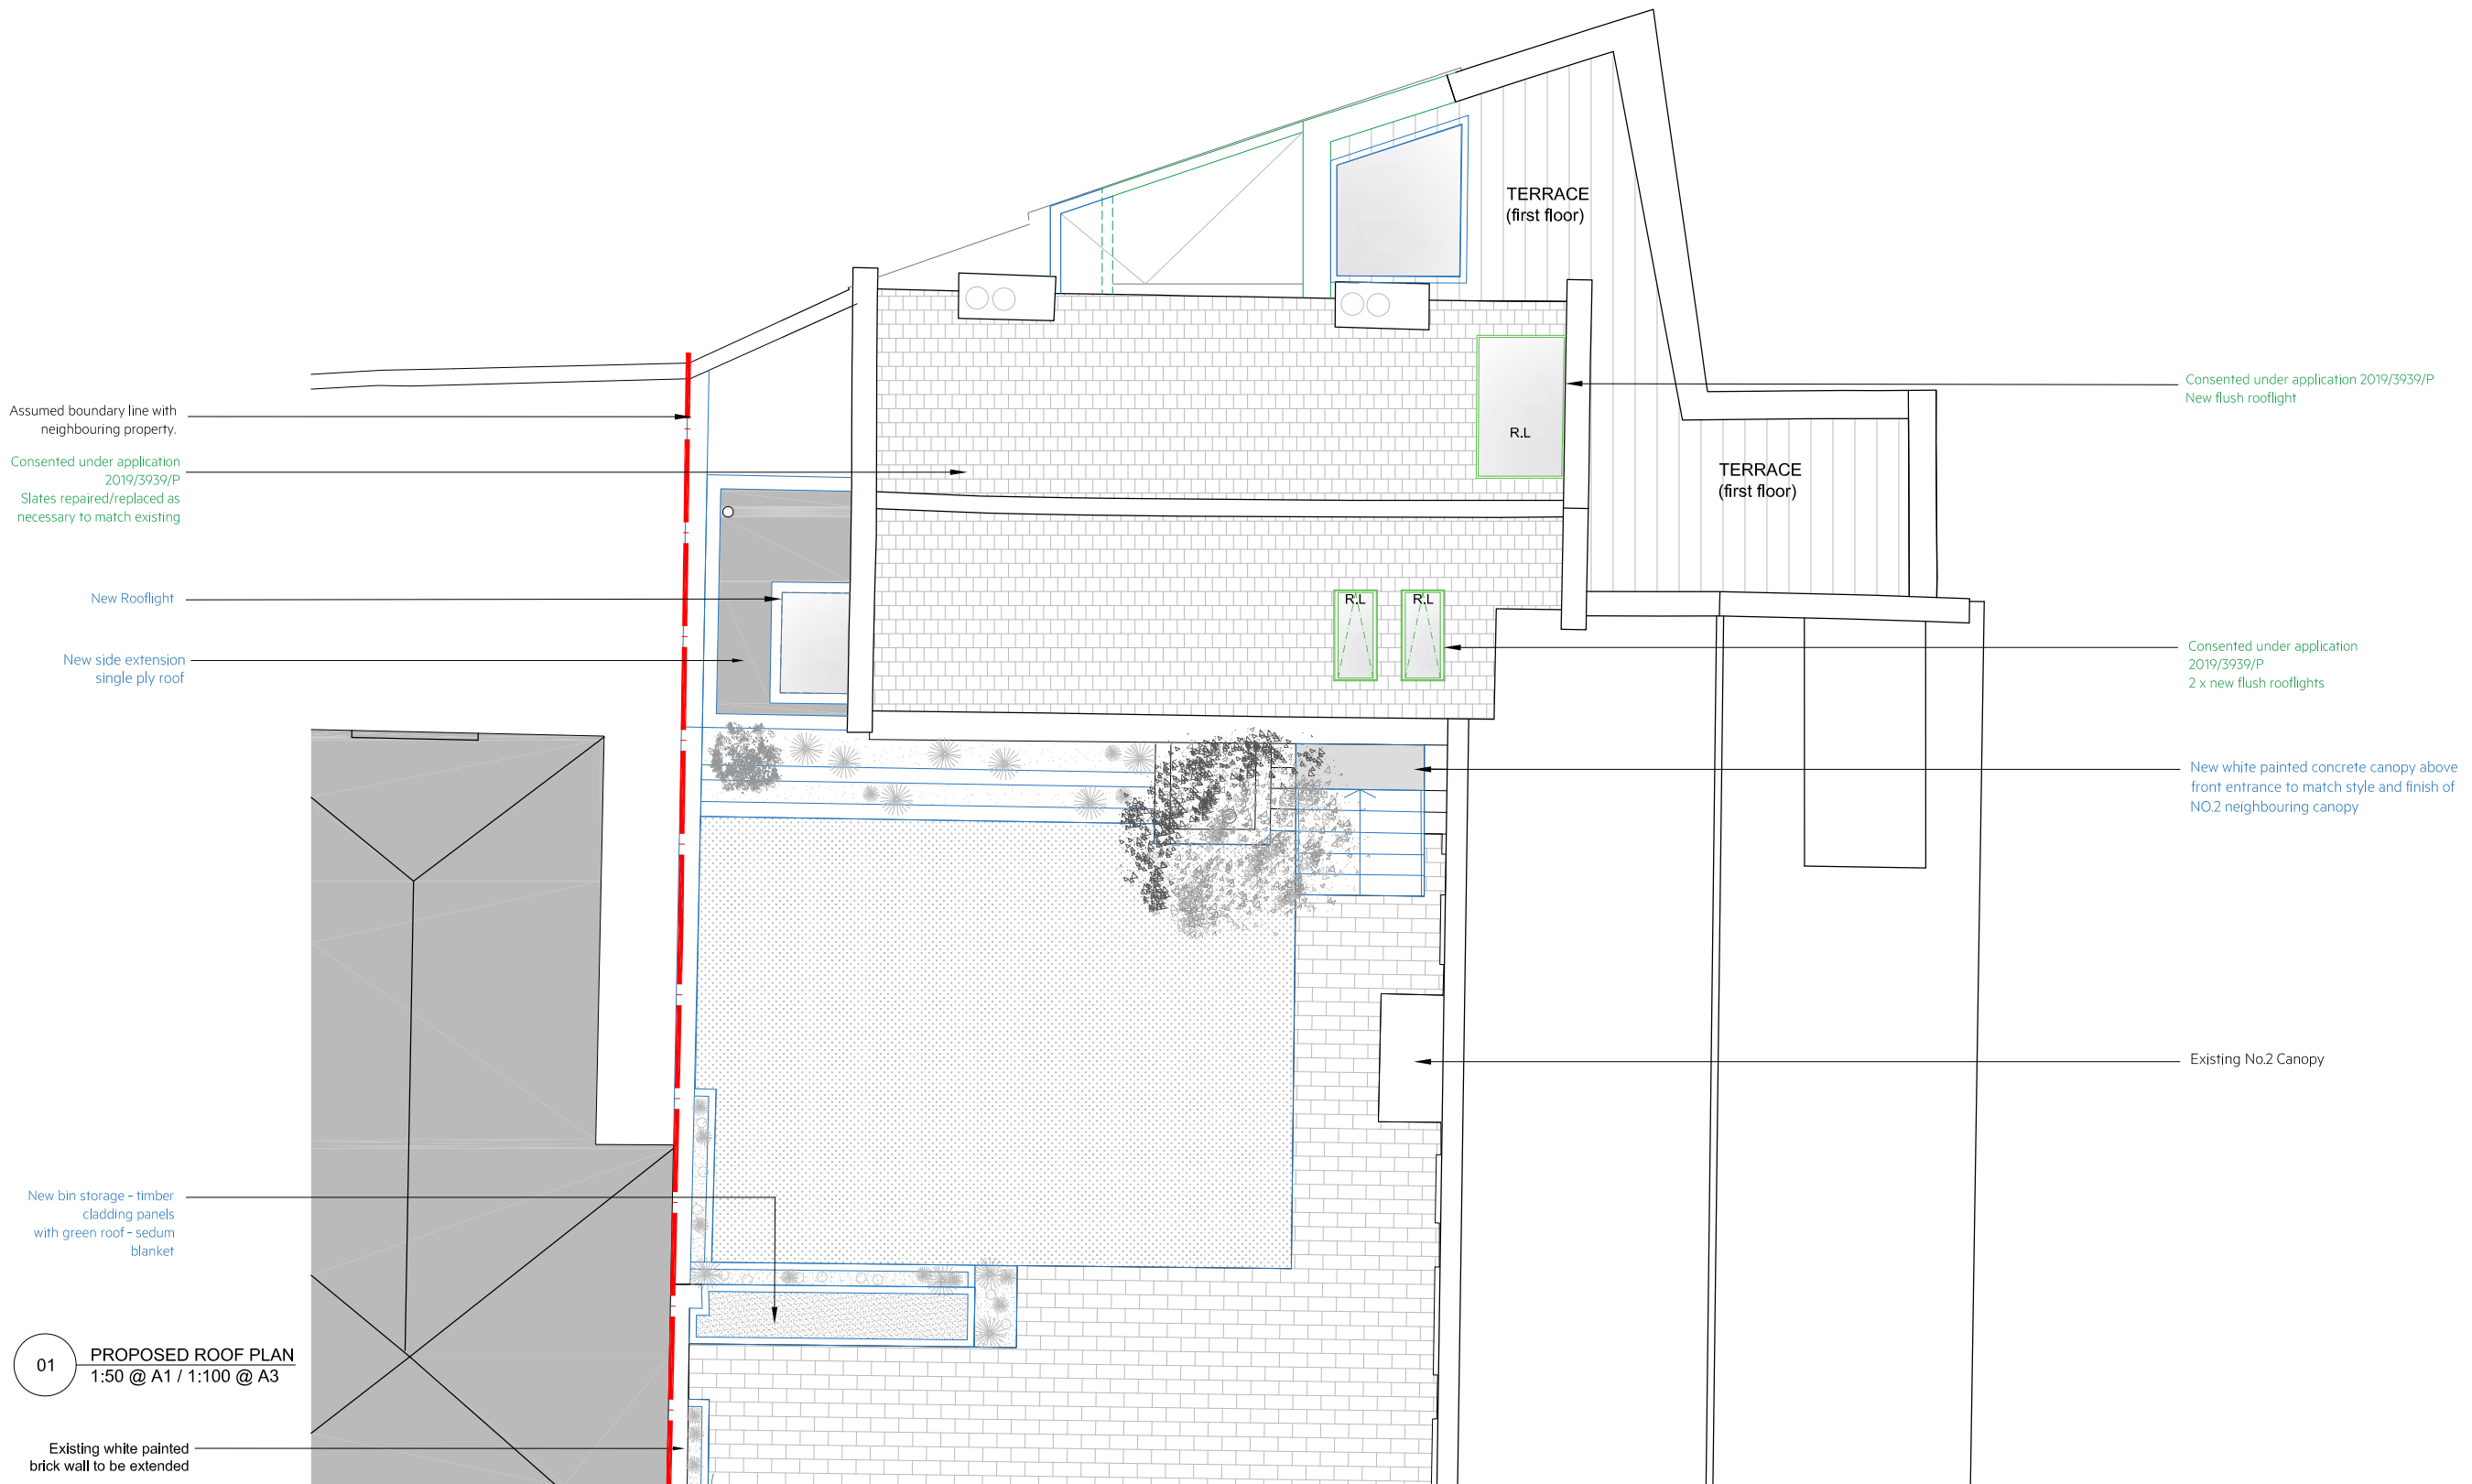 TERRACE
(first floor)
Consented under application 2019/3939/P
New flush rooflight
Assumed boundary line with
neighbouring property.
R.L
Consented under application
2019/3939/P
Slates repaired/replaced as
necessary to match existing
TERRACE
(first floor)
New Rooflight
R.L
R.L
New side extension
single ply roof
Consented under application
2019/3939/P
2 x new flush rooflights
New white painted concrete canopy above
front entrance to match style and finish of
NO.2 neighbouring canopy
Existing No.2 Canopy
New bin storage - timber
cladding panels
with green roof - sedum
blanket
01
PROPOSED ROOF PLAN
1:50 @ A1 / 1:100 @ A3
Existing white painted
brick wall to be extended